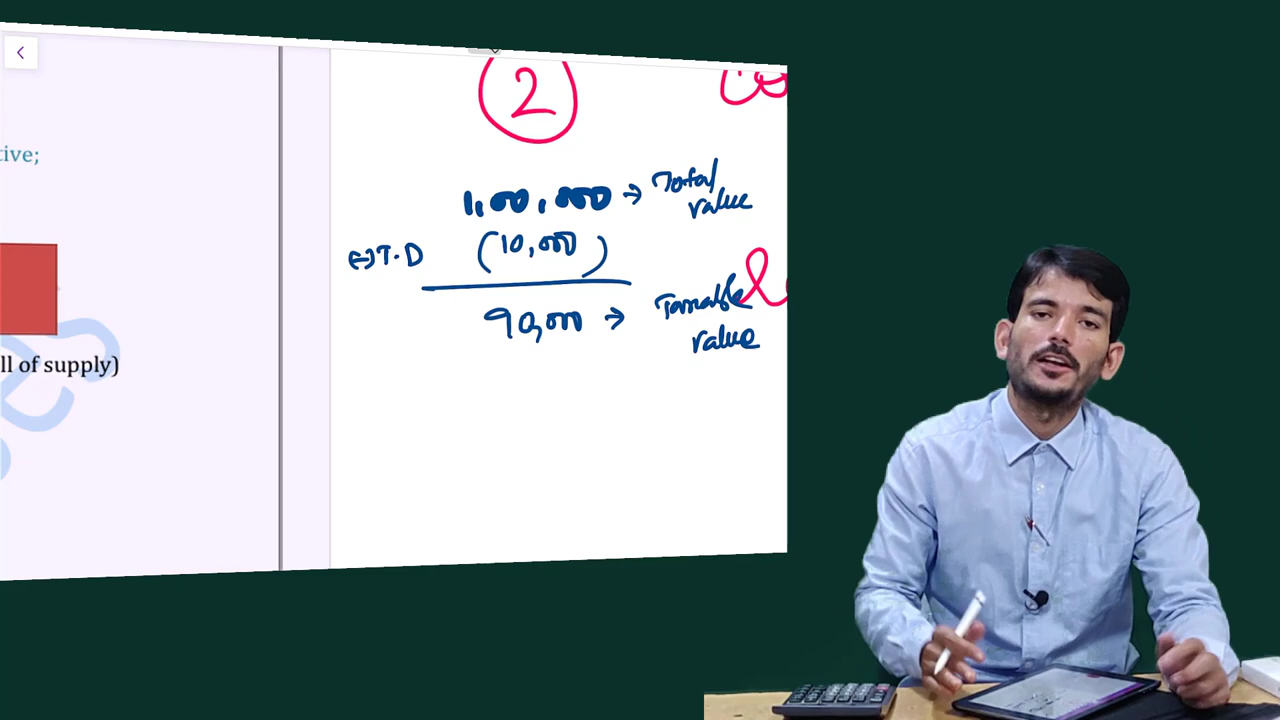 tive;
ll of supply)
2
1,00,000 → Total value
(-) T.D (10,000)
90,000 → Taxable value